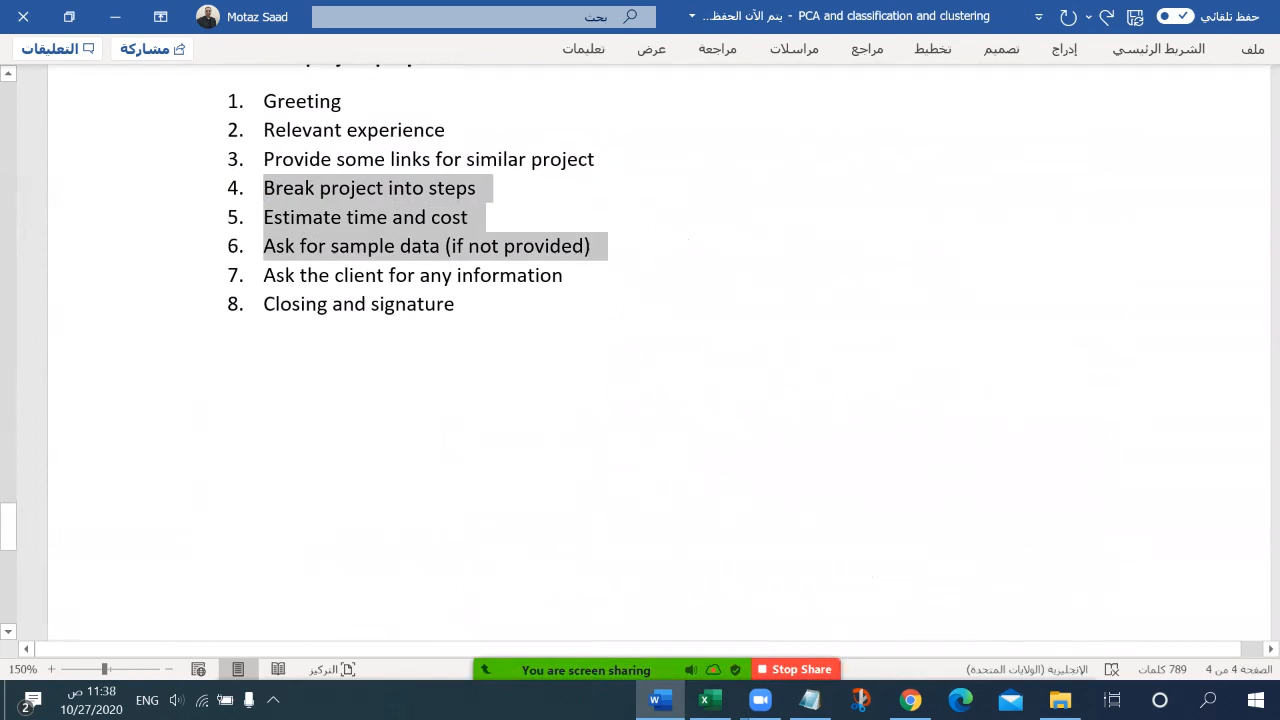 Motaz Saad
بحث
PCA and classification and clustering - يتم الآن الحفظ...
حفظ تلقائي
ملف
الشريط الرئيسي
إدراج
تصميم
تخطيط
مراجع
مراسلات
مراجعة
عرض
تعليمات
مشاركة
التعليقات
1. Greeting
2. Relevant experience
3. Provide some links for similar project
4. Break project into steps
5. Estimate time and cost
6. Ask for sample data (if not provided)
7. Ask the client for any information
8. Closing and signature
الصفحة 4 من 4
789 كلمات
الإنجليزية (الولايات المتحدة)
You are screen sharing
Stop Share
التركيز
150%
11:38 ص
10/27/2020
ENG
2